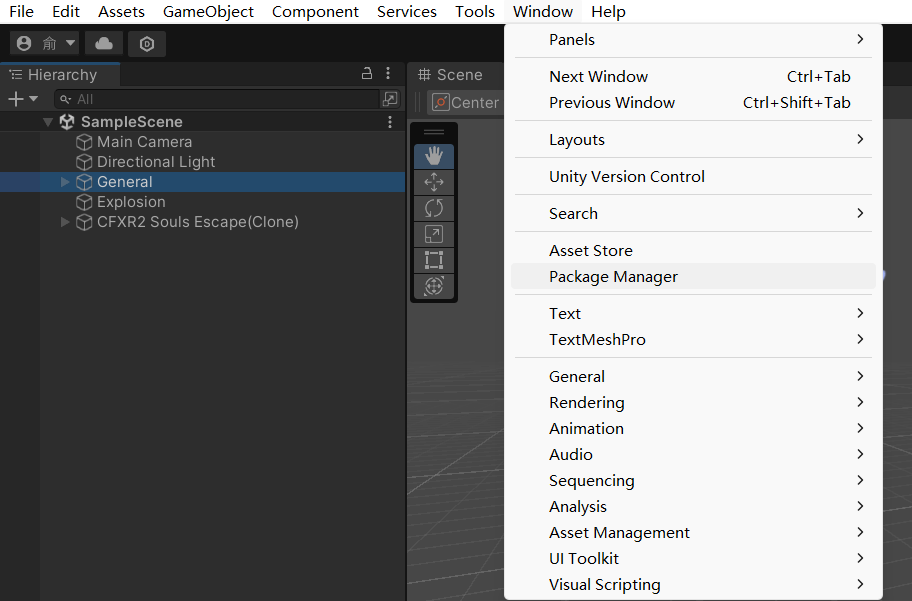 File Edit Assets GameObject Component Services Tools Window Help
俞
Hierarchy
All
SampleScene
Main Camera
Directional Light
General
Explosion
CFXR2 Souls Escape(Clone)
Scene
Center
Panels
Next Window Ctrl+Tab
Previous Window Ctrl+Shift+Tab
Layouts
Unity Version Control
Search
Asset Store
Package Manager
Text
TextMeshPro
General
Rendering
Animation
Audio
Sequencing
Analysis
Asset Management
UI Toolkit
Visual Scripting